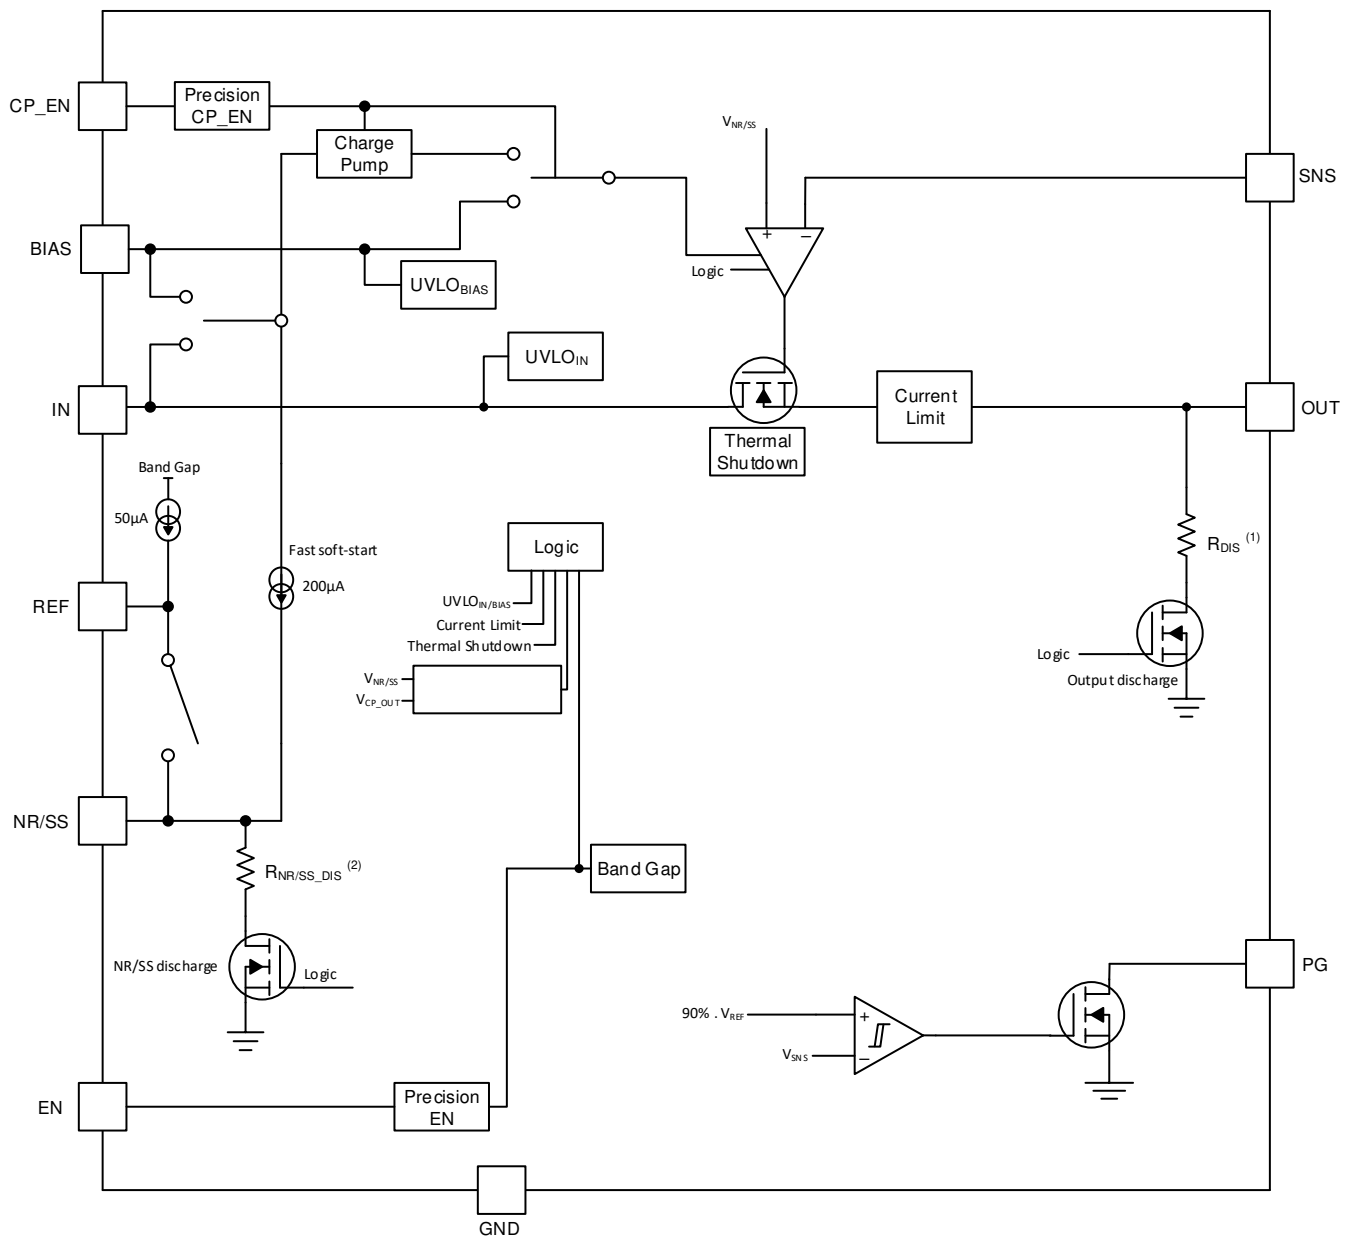 CP_EN
Precision
CP_EN
Charge
Pump
VNR/SS
+
−
SNS
BIAS
UVLOBIAS
Logic
UVLOIN
IN
Current
Limit
OUT
Thermal
Shutdown
Band Gap
50µA
Fast soft-start
200µA
Logic
RDIS (1)
REF
UVLOIN/BIAS
Current Limit
Thermal Shutdown
VNR/SS
VCP_OUT
Logic
Output discharge
NR/SS
RNR/SS_DIS (2)
Band Gap
NR/SS discharge
Logic
PG
90% . VREF
+
VSNS
−
EN
Precision
EN
GND